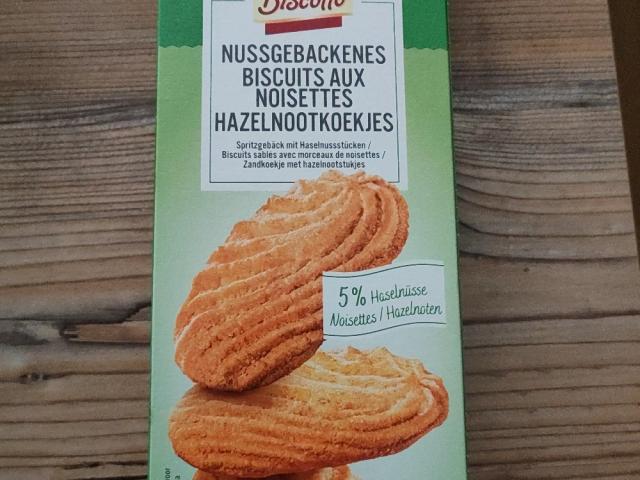 Biscotto
NUSSGEBACKENES
BISCUITS AUX
NOISETTES
HAZELNOOTKOEKJES
Spritzgebäck mit Haselnussstücken /
Biscuits sables avec morceaux de noisettes /
Zandkoekje met hazelnootstukjes
5% Haselnüsse
Noisettes / Hazelnoten